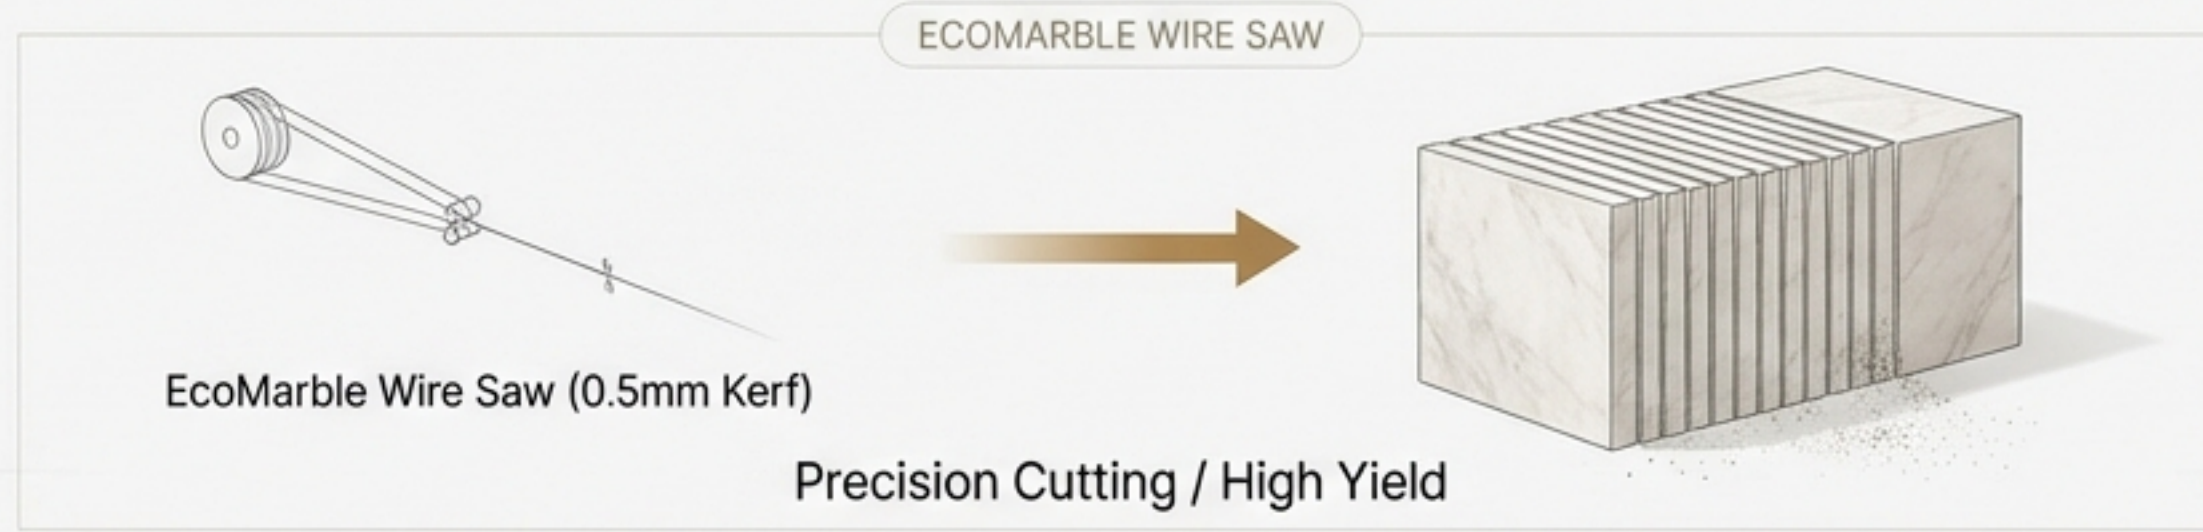 ECOMARBLE WIRE SAW
EcoMarble Wire Saw (0.5mm Kerf)
Precision Cutting / High Yield